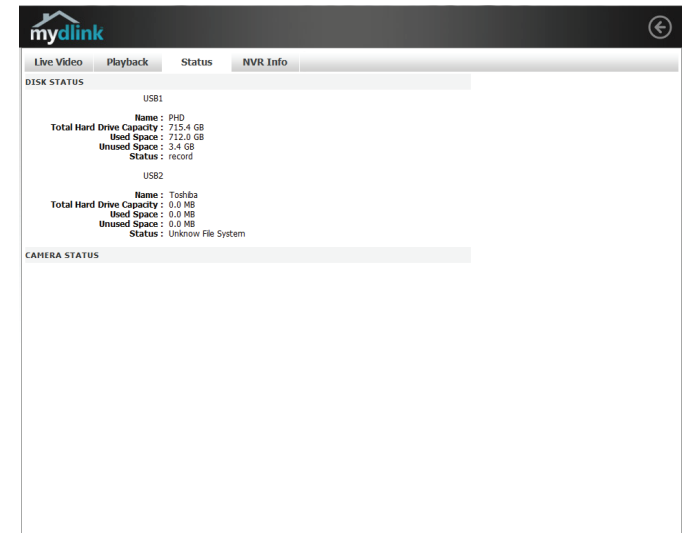 mydlink
Live Video Playback Status NVR Info
DISK STATUS
USB1
Name : PHD
Total Hard Drive Capacity : 715.4 GB
Used Space : 712.0 GB
Unused Space : 3.4 GB
Status : record
USB2
Name : Toshiba
Total Hard Drive Capacity : 0.0 MB
Used Space : 0.0 MB
Unused Space : 0.0 MB
Status : Unknow File System
CAMERA STATUS